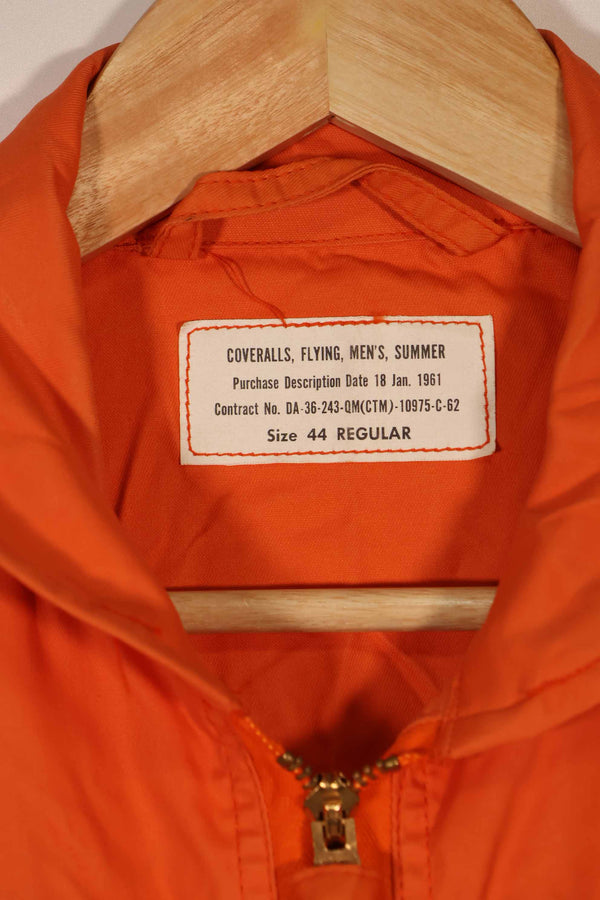 COVERALLS, FLYING, MEN'S, SUMMER
Purchase Description Date 18 Jan. 1961
Contract No. DA-36-243-QM(CTM)-10975-C-62
Size 44 REGULAR